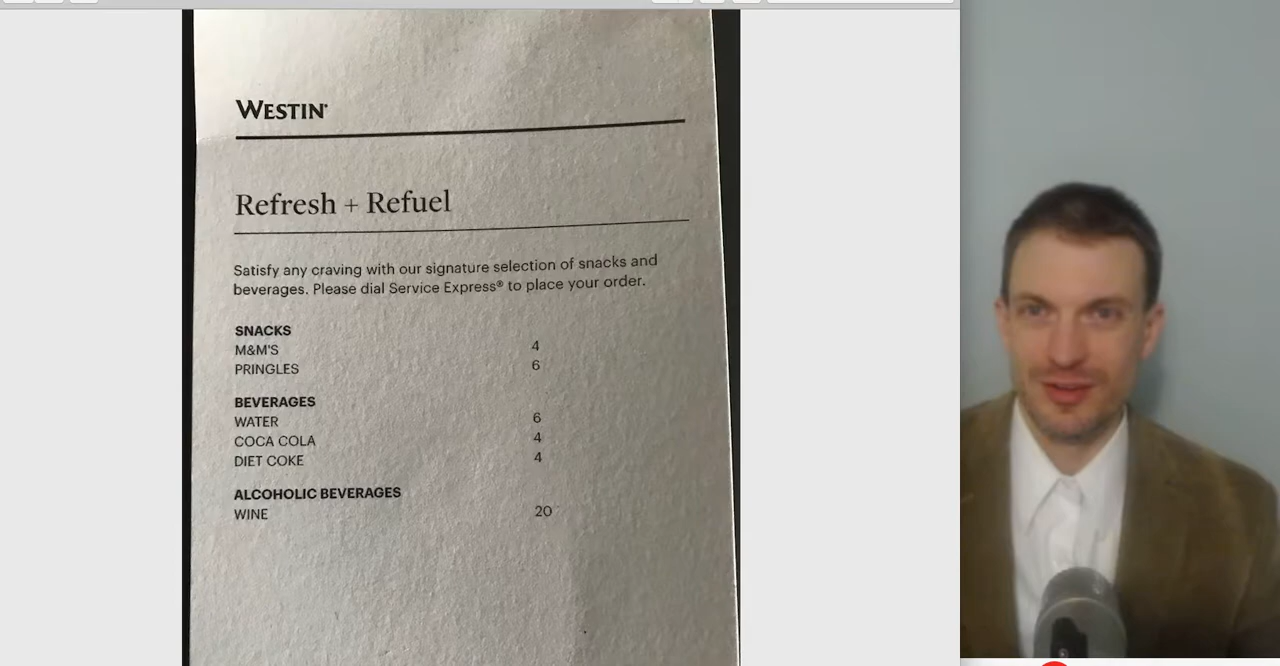 WESTIN®
Refresh + Refuel
Satisfy any craving with our signature selection of snacks and
beverages. Please dial Service Express® to place your order.
SNACKS
M&M'S 4
PRINGLES 6
BEVERAGES
WATER 6
COCA COLA 4
DIET COKE 4
ALCOHOLIC BEVERAGES
WINE 20